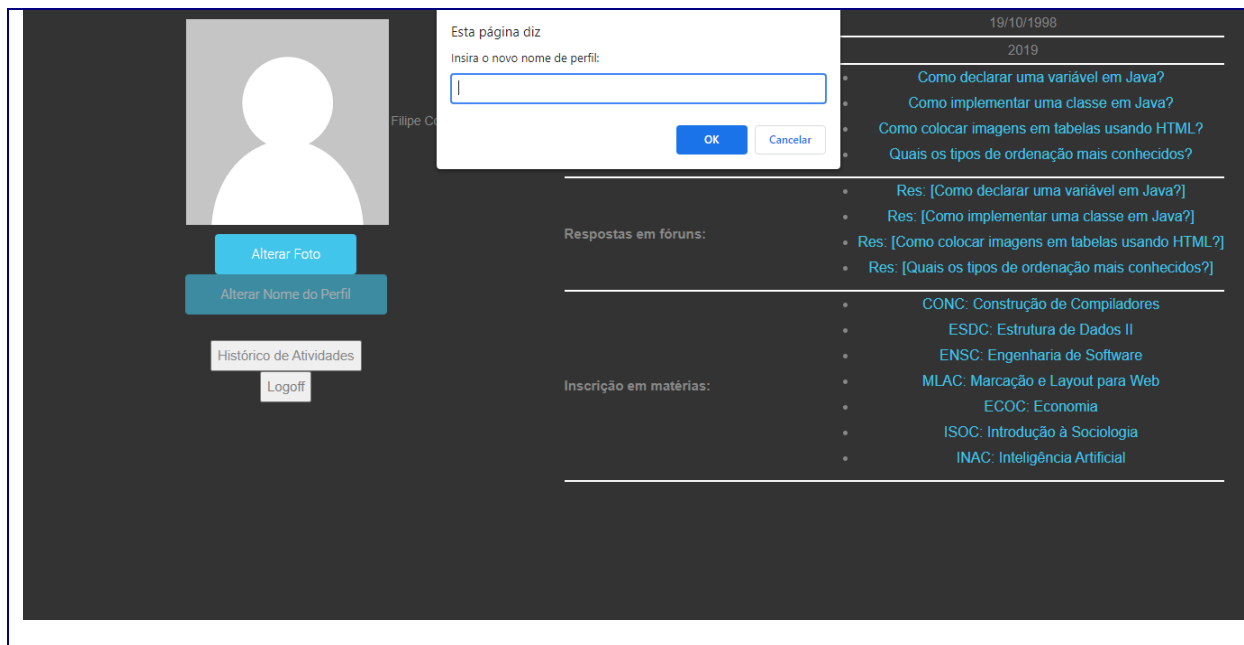 Esta página diz
Insira o novo nome de perfil:
OK
Cancelar
Filipe
Alterar Foto
Alterar Nome do Perfil
Histórico de Atividades
Logoff
19/10/1998
2019
Como declarar uma variável em Java?
Como implementar uma classe em Java?
Como colocar imagens em tabelas usando HTML?
Quais os tipos de ordenação mais conhecidos?
Respostas em fóruns:
Res: [Como declarar uma variável em Java?]
Res: [Como implementar uma classe em Java?]
Res: [Como colocar imagens em tabelas usando HTML?]
Res: [Quais os tipos de ordenação mais conhecidos?]
Inscrição em matérias:
CONC: Construção de Compiladores
ESDC: Estrutura de Dados II
ENSC: Engenharia de Software
MLAC: Marcação e Layout para Web
ECOC: Economia
ISOC: Introdução à Sociologia
INAC: Inteligência Artificial